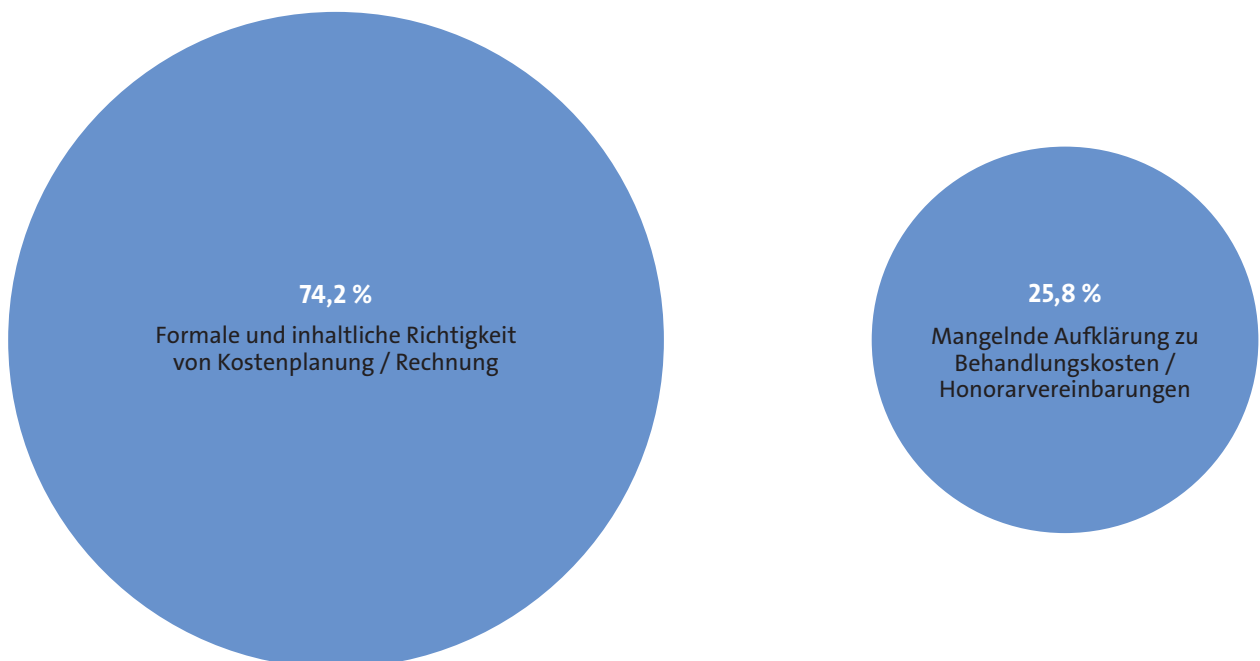 74,2 %
Formale und inhaltliche Richtigkeit
von Kostenplanung / Rechnung
25,8 %
Mangelnde Aufklärung zu
Behandlungskosten /
Honorarvereinbarungen